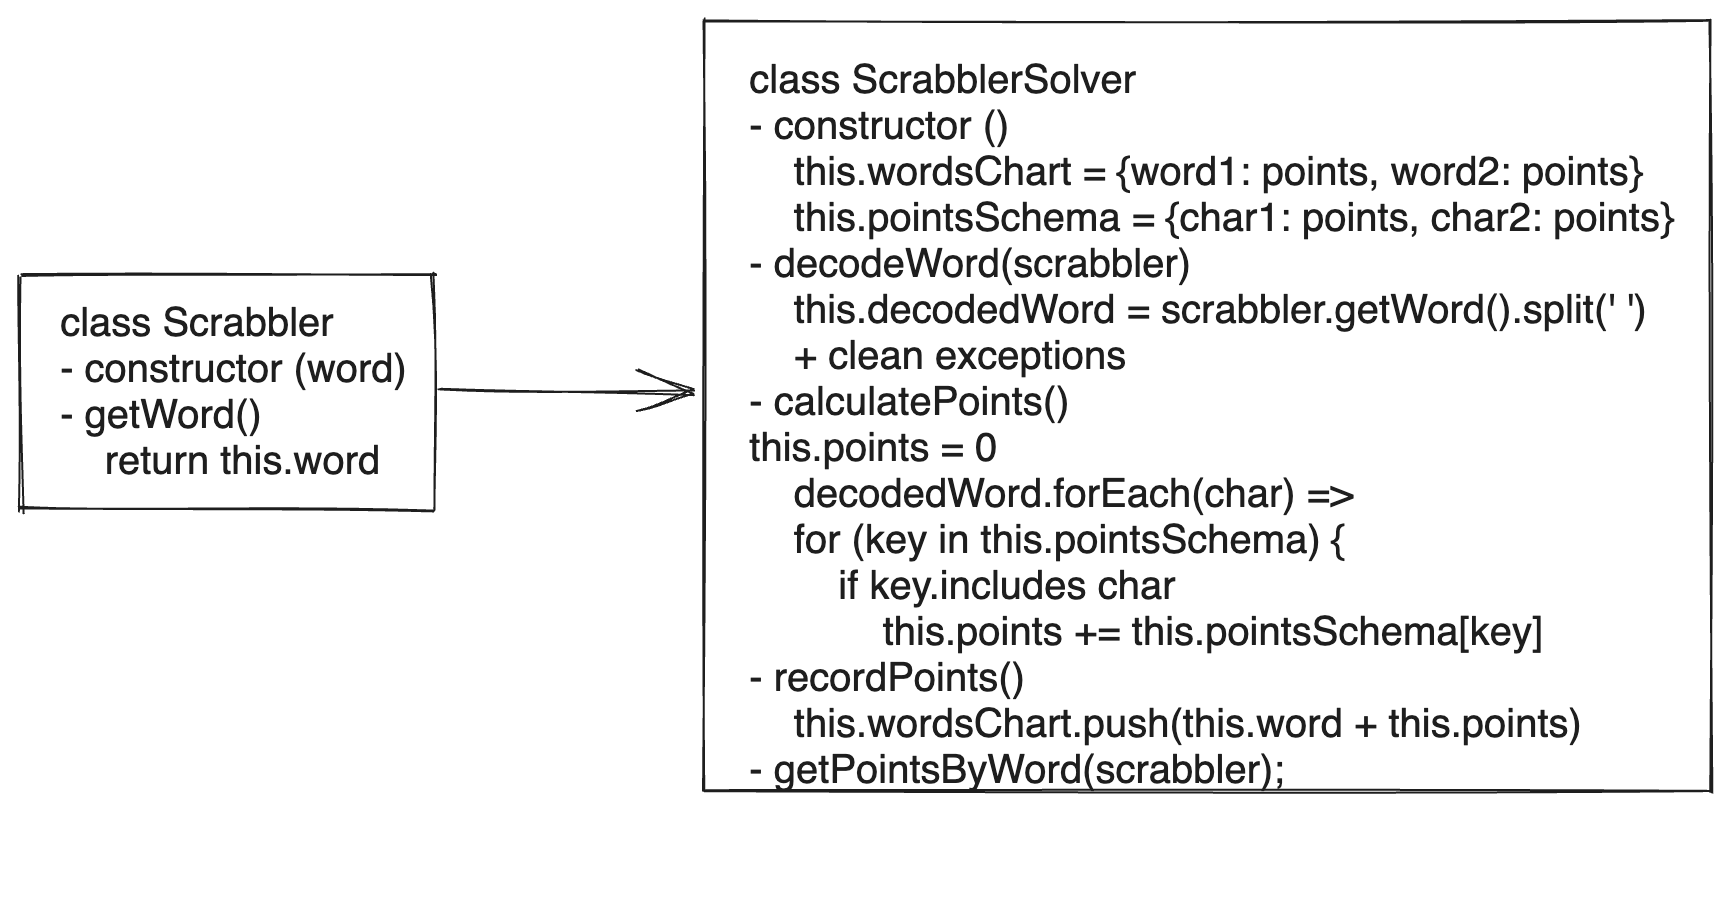 class Scrabbler
- constructor (word)
- getWord()
return this.word
class ScrabblerSolver
- constructor ()
this.wordsChart = {word1: points, word2: points}
this.pointsSchema = {char1: points, char2: points}
- decodeWord(scrabbler)
this.decodedWord = scrabbler.getWord().split(' ')
+ clean exceptions
- calculatePoints()
this.points = 0
decodedWord.forEach(char) =>
for (key in this.pointsSchema) {
if key.includes char
this.points += this.pointsSchema[key]
- recordPoints()
this.wordsChart.push(this.word + this.points)
- getPointsByWord(scrabbler);